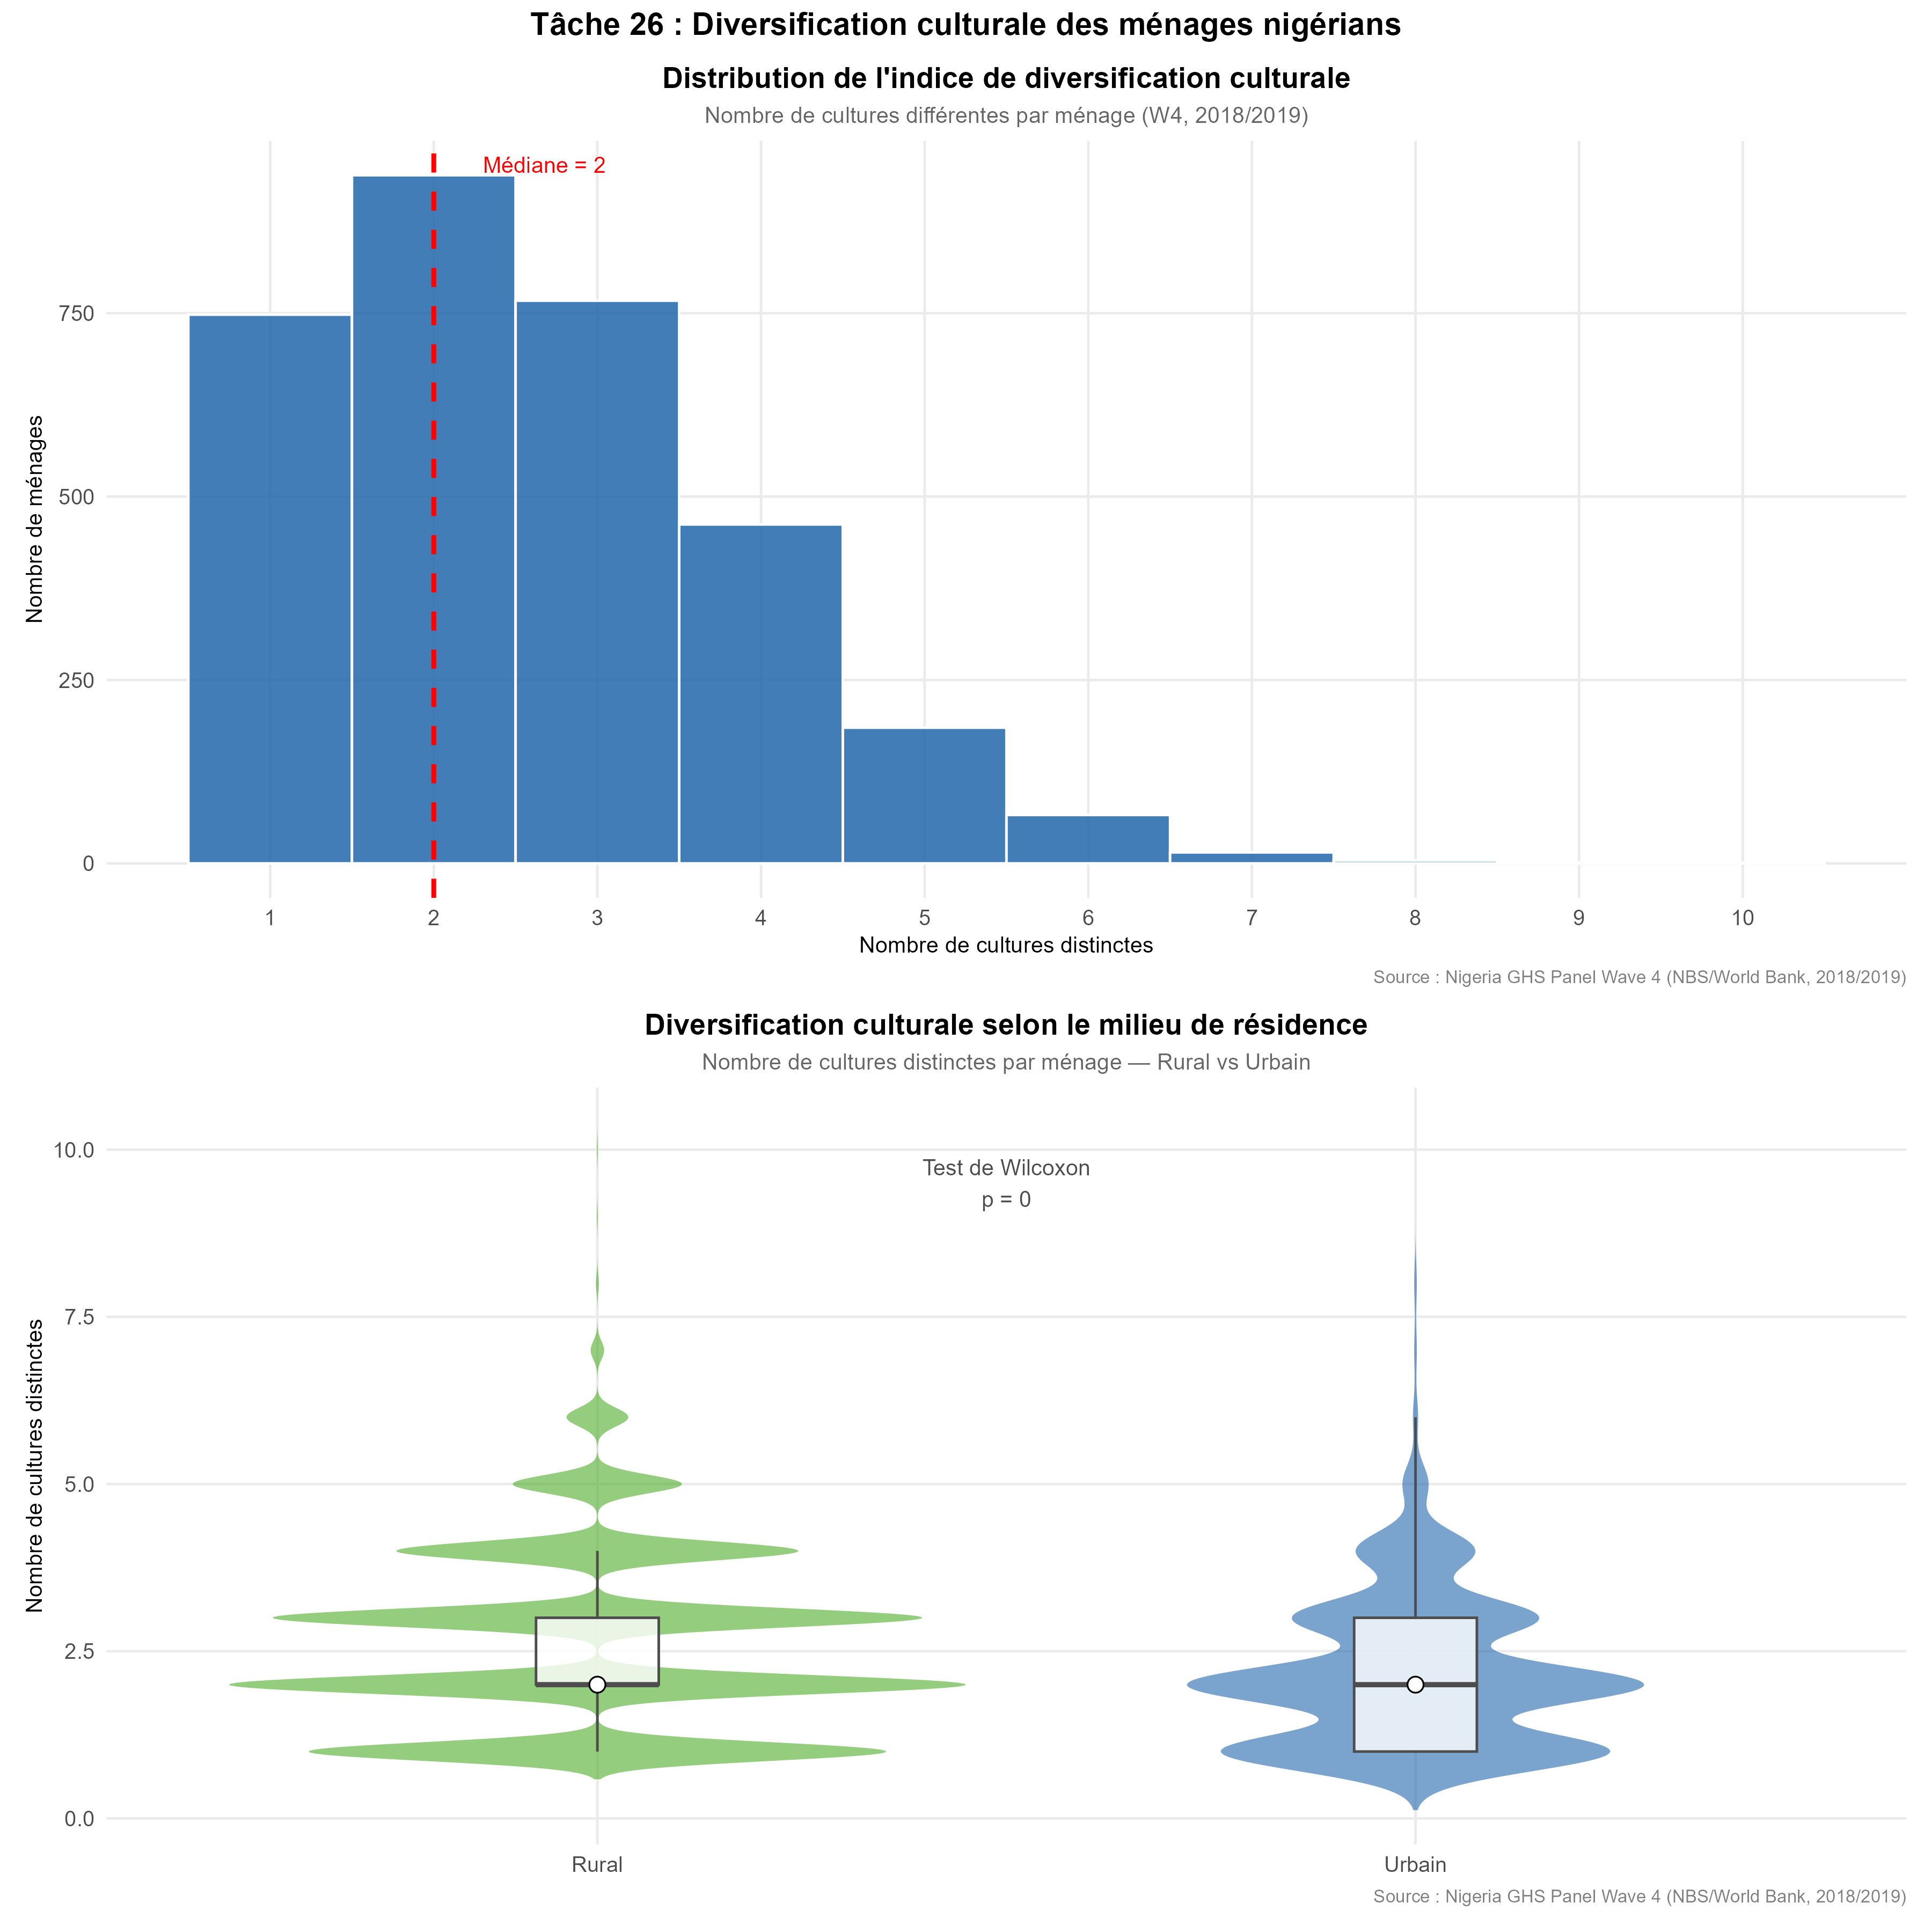 Tâche 26 : Diversification culturale des ménages nigérians
Distribution de l'indice de diversification culturale
Nombre de cultures différentes par ménage (W4, 2018/2019)
Médiane = 2
Nombre de ménages
750
500
250
0
1 2 3 4 5 6 7 8 9 10
Nombre de cultures distinctes
Source : Nigeria GHS Panel Wave 4 (NBS/World Bank, 2018/2019)
Diversification culturale selon le milieu de résidence
Nombre de cultures distinctes par ménage — Rural vs Urbain
Test de Wilcoxon
p = 0
Nombre de cultures distinctes
10.0
7.5
5.0
2.5
0.0
Rural Urbain
Source : Nigeria GHS Panel Wave 4 (NBS/World Bank, 2018/2019)